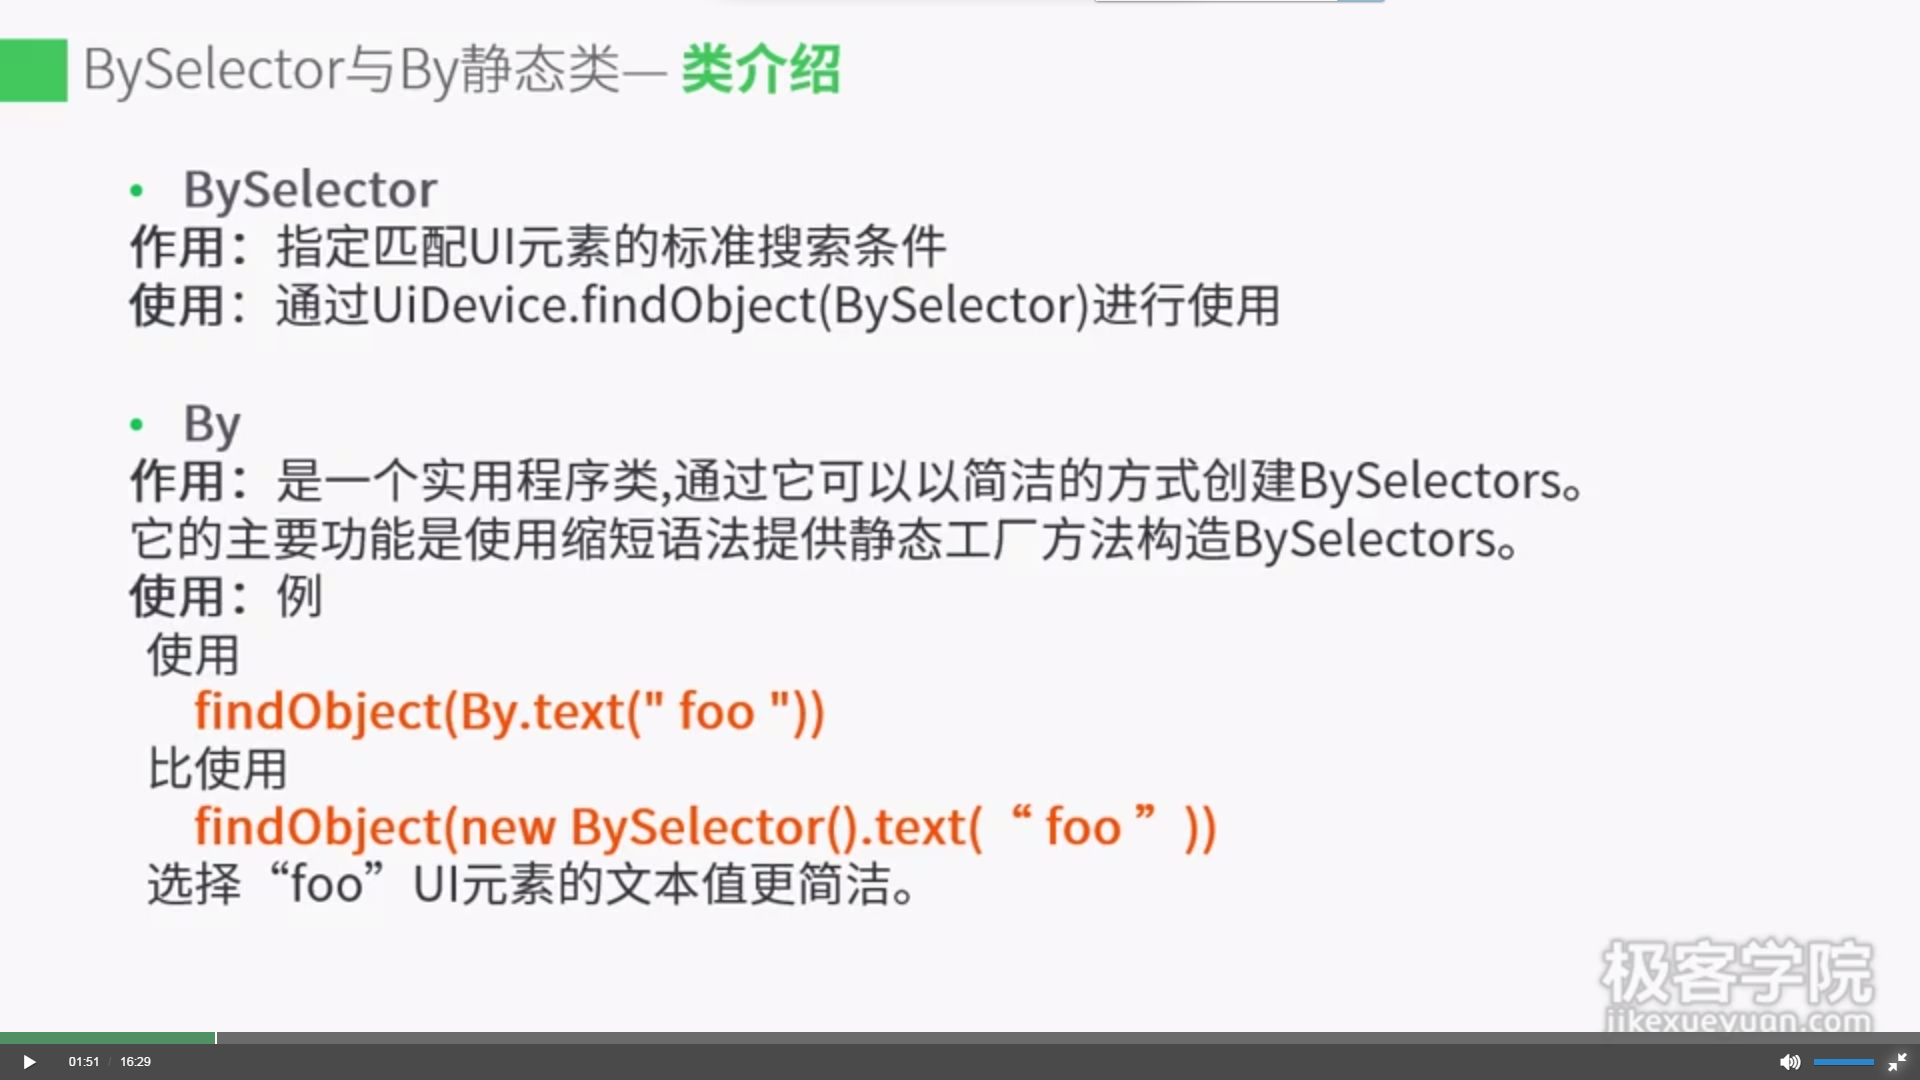 BySelector与By静态类— 类介绍
• BySelector
作用：指定匹配UI元素的标准搜索条件
使用：通过UiDevice.findObject(BySelector)进行使用
• By
作用：是一个实用程序类,通过它可以以简洁的方式创建BySelectors。
它的主要功能是使用缩短语法提供静态工厂方法构造BySelectors。
使用：例
使用
findObject(By.text(" foo "))
比使用
findObject(new BySelector().text( “ foo ” ))
选择“foo”UI元素的文本值更简洁。
极客学院
jikexueyuan.com
01:51 / 16:29